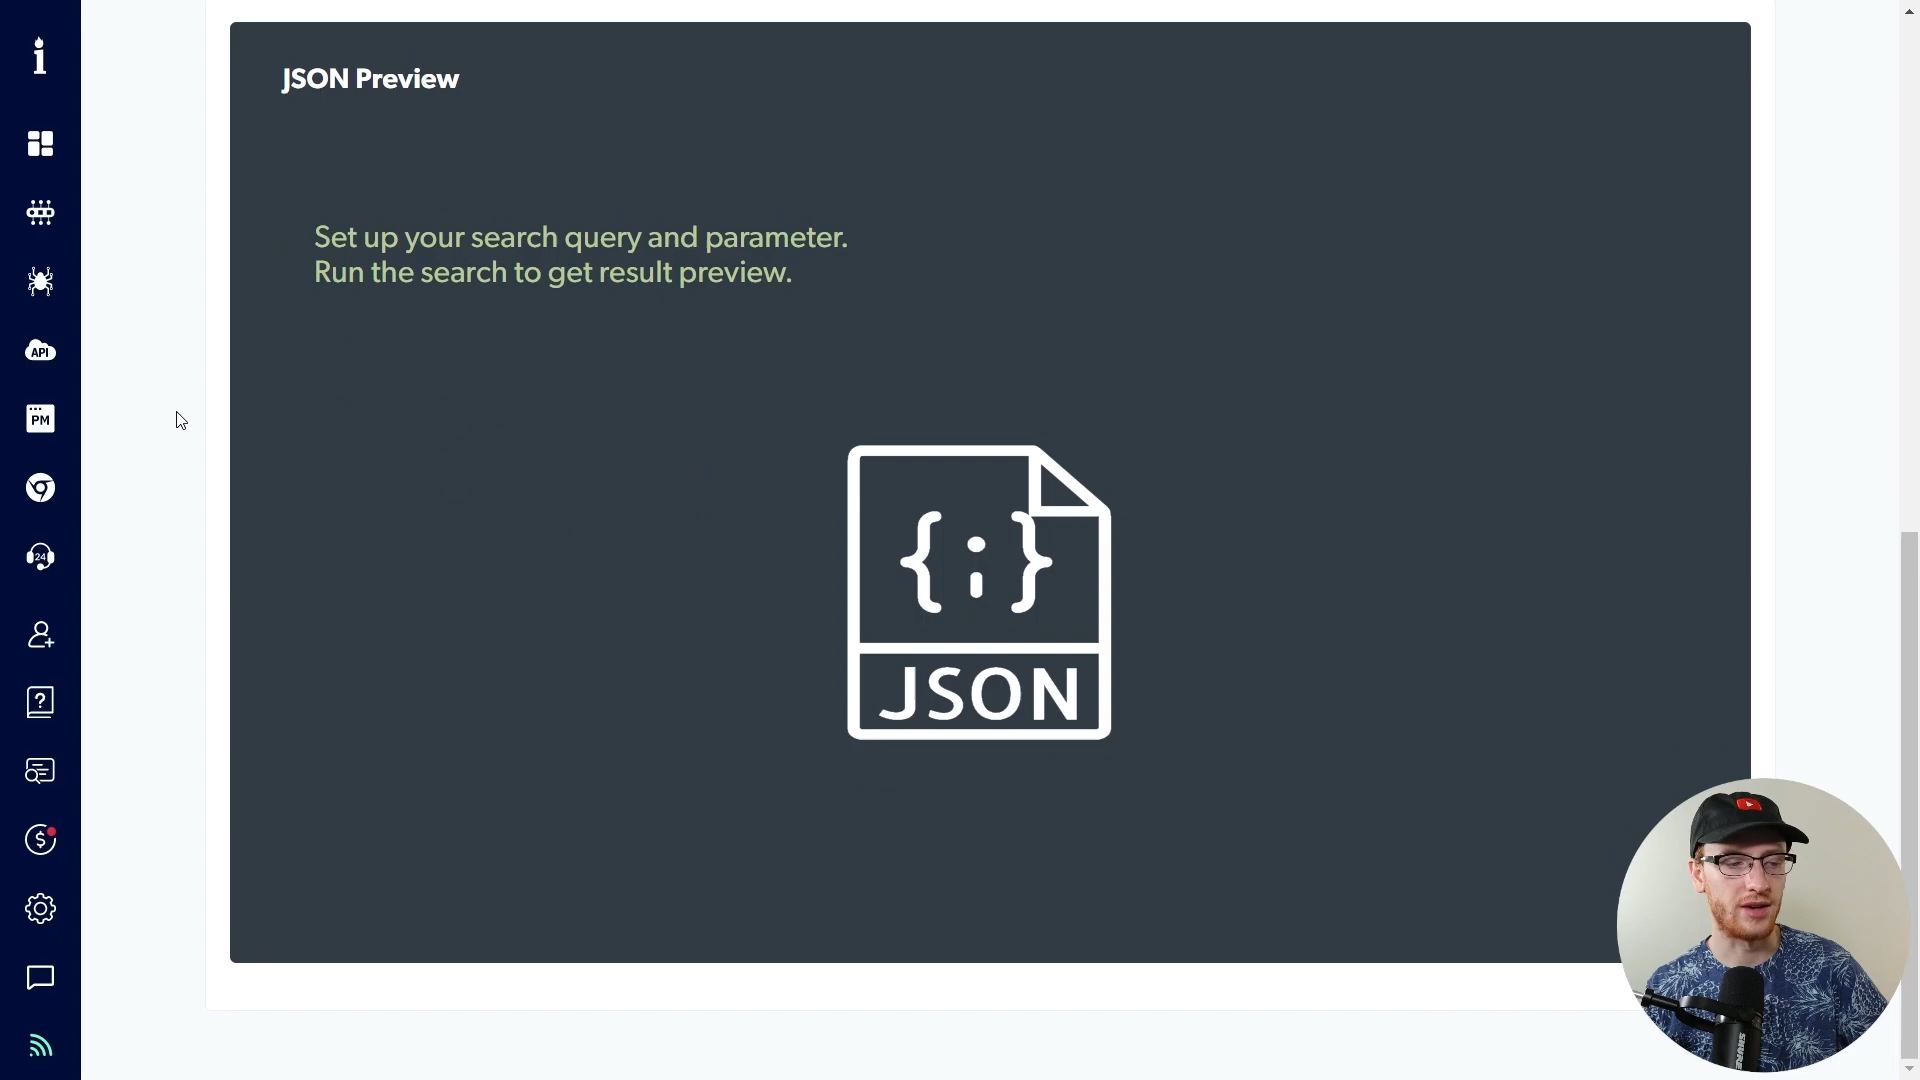 JSON Preview
Set up your search query and parameter.
Run the search to get result preview.
API
PM
24
{;}
JSON
SHURE